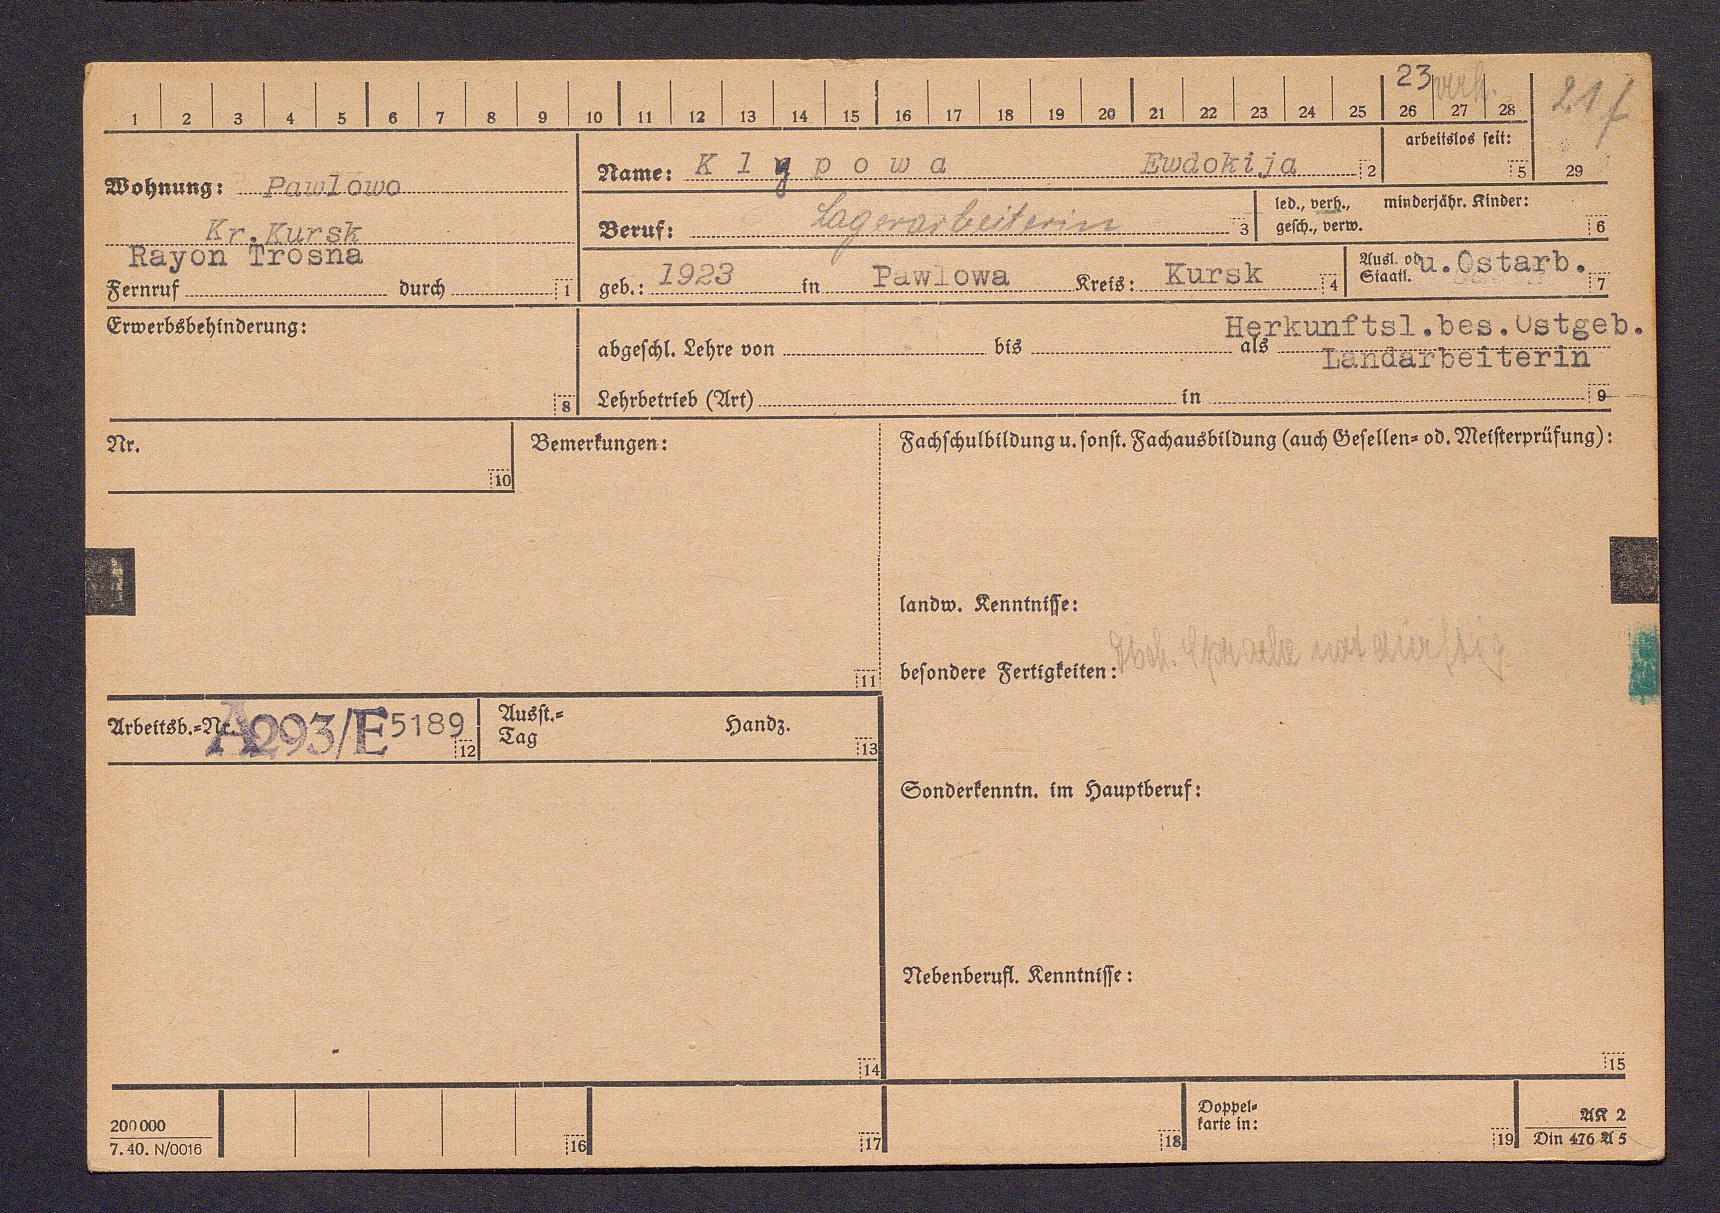 23 verh. 21f
1 2 3 4 5 6 7 8 9 10 11 12 13 14 15 16 17 18 19 20 21 22 23 24 25 26 27 28
arbeitslos seit:
5 29
Wohnung: Pawlowo
Name: K l y p o w a Ewdokija 2
Kr. Kursk
Beruf: Lagerarbeiterin 3
led., verh., minderjähr. Kinder:
gesch., verw. 6
Rayon Trosna
Fernruf durch 1
geb.: 1923 in Pawlowa Kreis: Kursk 4
Ausl. od. u. Ostarb.
Staatl. 7
Erwerbsbehinderung:
8
Herkunftsl.bes.Ostgeb.
abgeschl. Lehre von bis als
Landarbeiterin
Lehrbetrieb (Art) in 9
Nr.
10
Bemerkungen:
11
Fachschulbildung u. sonst. Fachausbildung (auch Gesellen= od. Meisterprüfung):
landw. Kenntnisse:
dtsch. Sprache notdürftig
besondere Fertigkeiten:
Arbeitsb.=Nr. A293/E5189
12
Ausst.=
Tag Handz. 13
14
Sonderkenntn. im Hauptberuf:
Nebenberufl. Kenntnisse:
15
200000
7. 40. N/0016
16 17 18
Doppel=
karte in: 19
AK 2
Din 476 A 5